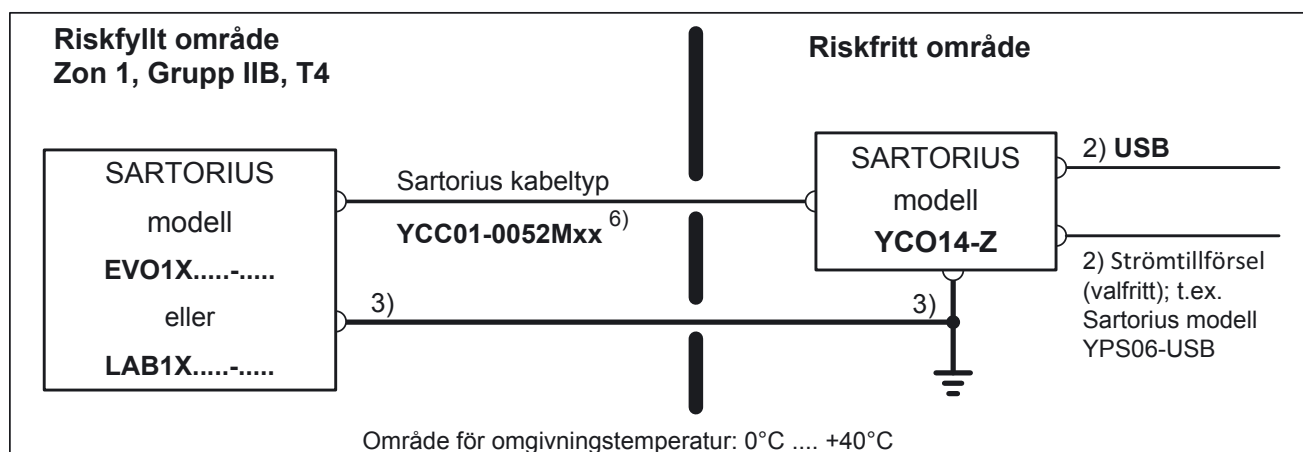 Riskfyllt område
Zon 1, Grupp IIB, T4
Riskfritt område
SARTORIUS
modell
EVO1X.....-.....
eller
LAB1X.....-.....
Sartorius kabeltyp
YCC01-0052Mxx 6)
3)
3)
SARTORIUS
modell
YCO14-Z
2) USB
2) Strömtillförsel
(valfritt); t.ex.
Sartorius modell
YPS06-USB
Område för omgivningstemperatur: 0°C .... +40°C